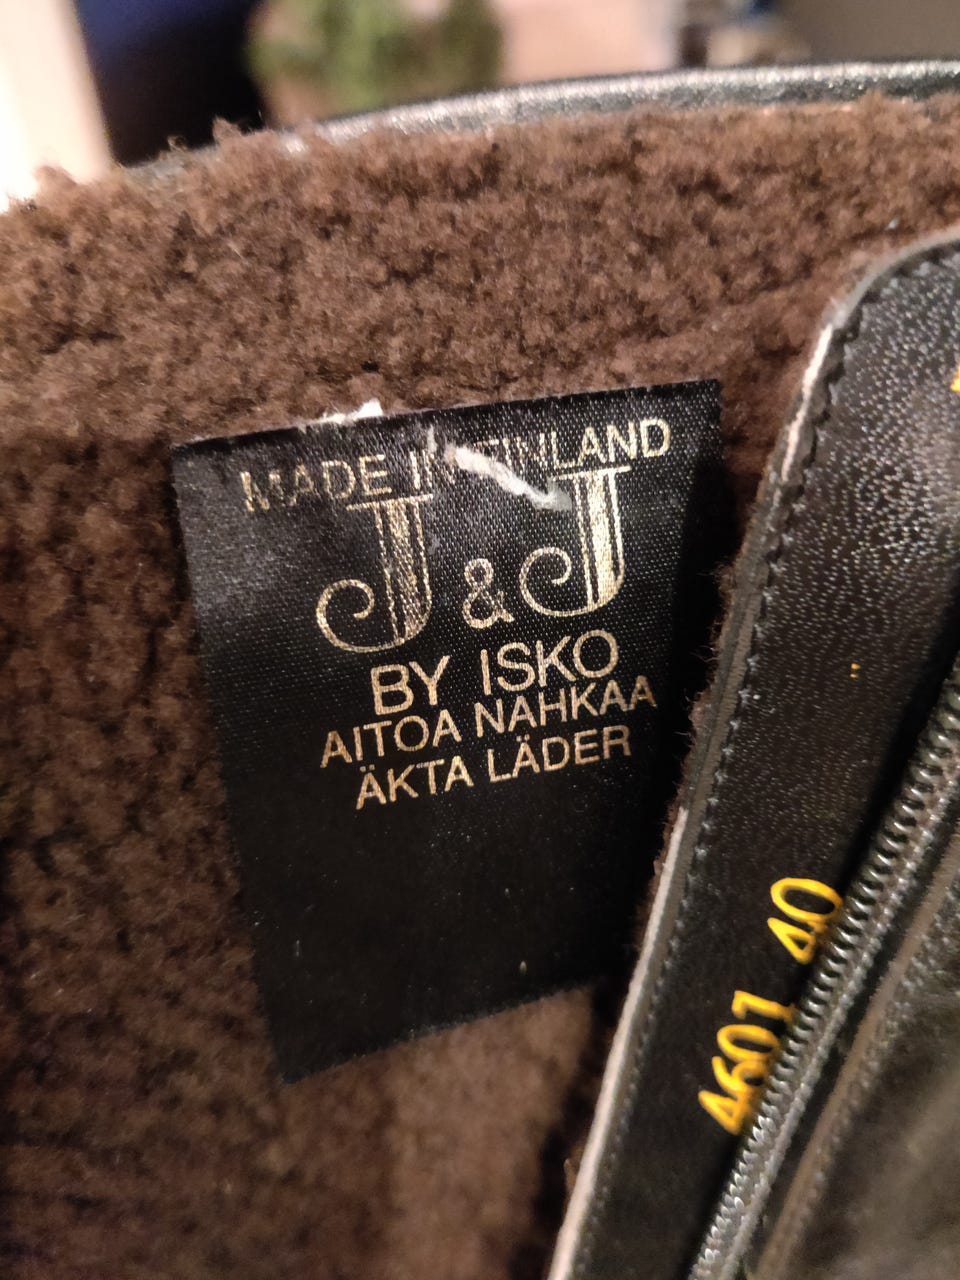 MADE IN FINLAND
J & J
BY ISKO
AITOA NAHKAA
ÄKTA LÄDER
4601 40